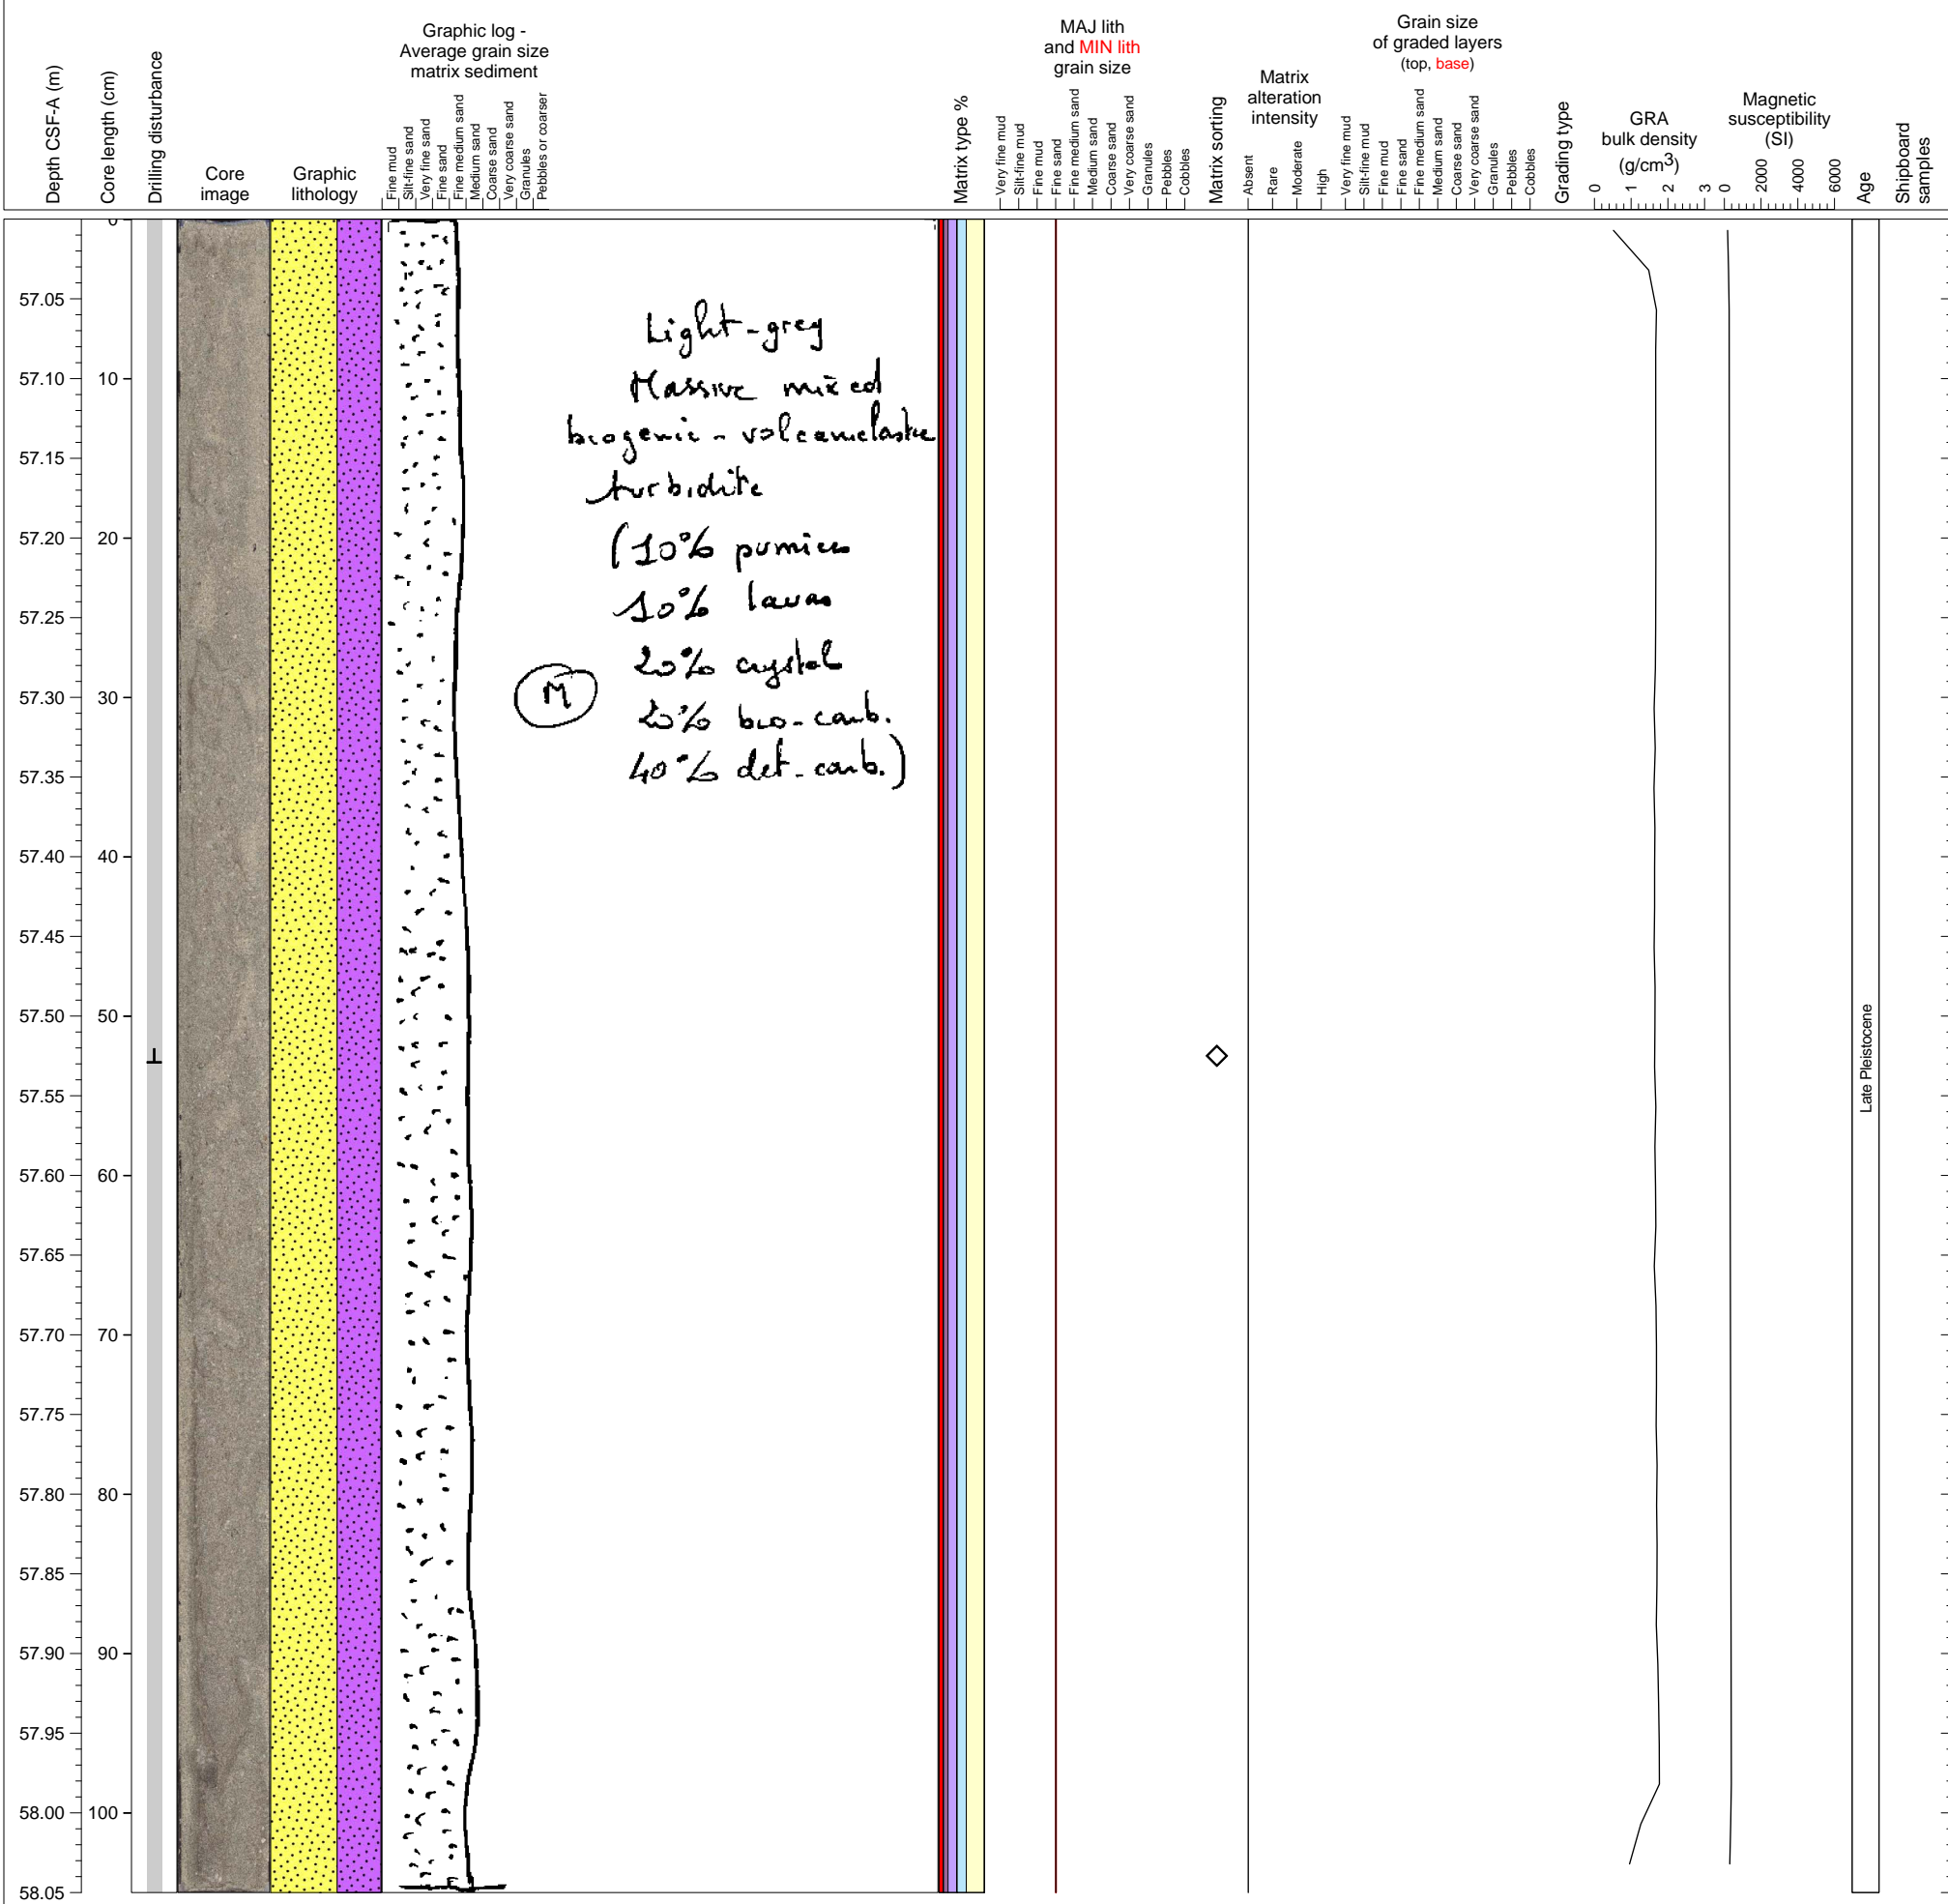 Graphic log -
Average grain size
matrix sediment
MAJ lith
and MIN lith
grain size
Grain size
of graded layers
(top, base)
Matrix
alteration
intensity
GRA
bulk density
(g/cm3)
Magnetic
susceptibility
(SI)
Depth CSF-A (m)
Core length (cm)
Drilling disturbance
Core
image
Graphic
lithology
Fine mud
Silt-fine sand
Very fine sand
Fine sand
Fine medium sand
Medium sand
Coarse sand
Very coarse sand
Granules
Pebbles or coarser
Matrix type %
Very fine mud
Silt-fine mud
Fine mud
Fine sand
Fine medium sand
Medium sand
Coarse sand
Very coarse sand
Granules
Pebbles
Cobbles
Matrix sorting
Absent
Rare
Moderate
High
Very fine mud
Silt-fine mud
Fine mud
Fine sand
Fine medium sand
Medium sand
Coarse sand
Very coarse sand
Granules
Pebbles
Cobbles
Grading type
0 1 2 3
0 2000 4000 6000
Age
Shipboard
samples
0
57.05
57.10 10
57.15
57.20 20
57.25
57.30 30
57.35
57.40 40
57.45
57.50 50
57.55
57.60 60
57.65
57.70 70
57.75
57.80 80
57.85
57.90 90
57.95
58.00 100
58.05
Light-grey
Massive mixed
biogenic - volcaniclastic
turbidite
(10% pumices
10% lavas
20% crystal
M
20% bio-carb.
40% det-carb.)
Late Pleistocene